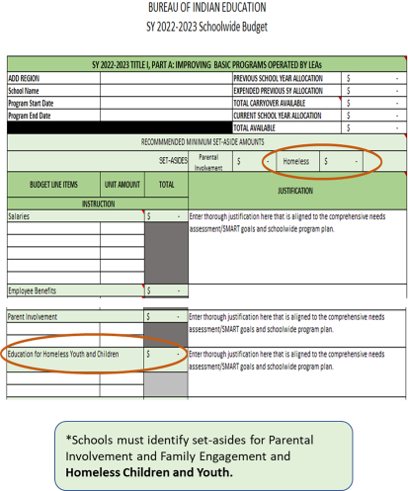 BUREAU OF INDIAN EDUCATION
SY 2022-2023 Schoolwide Budget
SY 2022-2023 TITLE I, PART A: IMPROVING BASIC PROGRAMS OPERATED BY LEAs
ADD REGION PREVIOUS SCHOOL YEAR ALLOCATION $ -
School Name EXPENDED PREVIOUS SY ALLOCATION $
Program Start Date TOTAL CARRYOVER AVAILABLE $ -
Program End Date CURRENT SCHOOL YEAR ALLOCATION $
TOTAL AVAILABLE $ -
RECOMMMENDED MINIMUM SET-ASIDE AMOUNTS
SET-ASIDES Parental Involvement $ - Homeless $ -
BUDGET LINE ITEMS UNIT AMOUNT TOTAL JUSTIFICATION
INSTRUCTION
Salaries $ - Enter thorough justification here that is aligned to the comprehensive needs
assessment/SMART goals and schoolwide program plan.
Employee Benefits $ -
Parent Involvement $ - Enter thorough justification here that is aligned to the comprehensive needs
assessment/SMART goals and schoolwide program plan.
Education for Homeless Youth and Children $ - Enter thorough justification here that is aligned to the comprehensive needs
assessment/SMART goals and schoolwide program plan.
*Schools must identify set-asides for Parental
Involvement and Family Engagement and
Homeless Children and Youth.